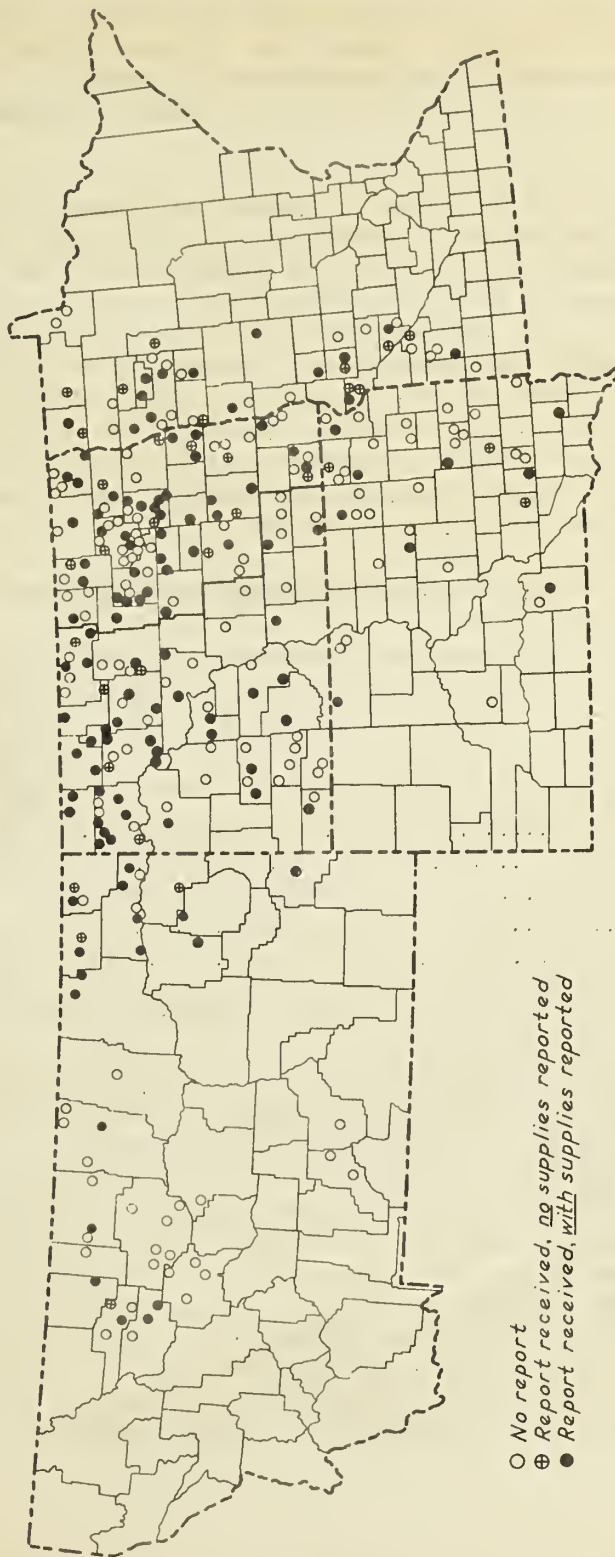 ○ No report
⊕ Report received, no supplies reported
● Report received, with supplies reported